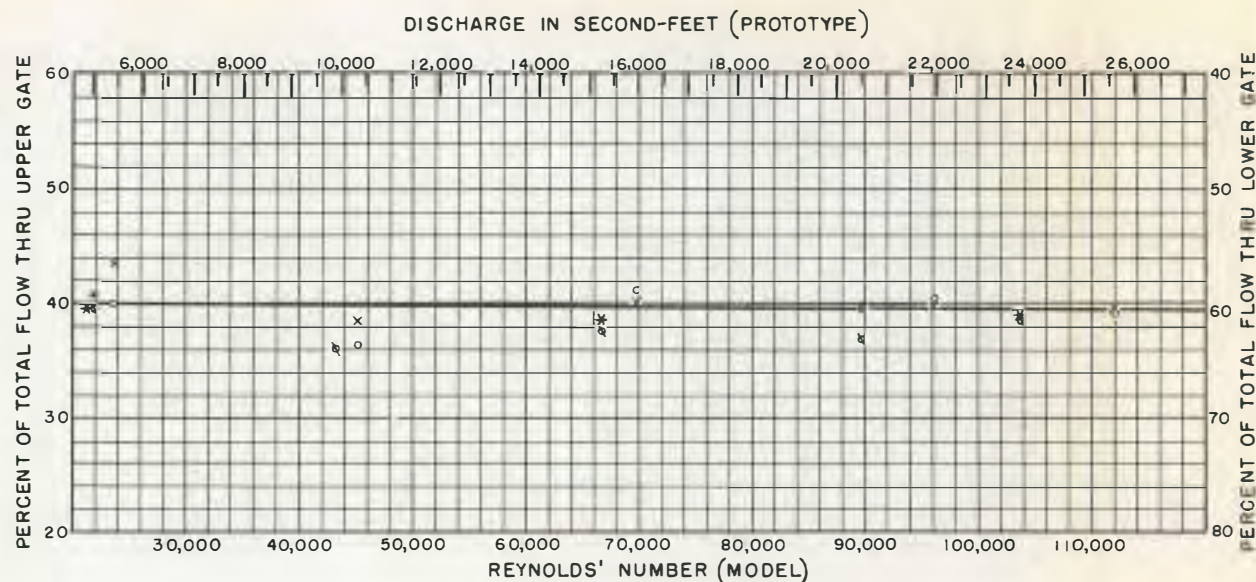 DISCHARGE IN SECOND-FEET (PROTOTYPE)
6,000 8,000 10,000 12,000 14,000 16,000 18,000 20,000 22,000 24,000 26,000
PERCENT OF TOTAL FLOW THRU UPPER GATE
60
50
40
30
20
40
50
60
70
80
PERCENT OF TOTAL FLOW THRU LOWER GATE
30,000 40,000 50,000 60,000 70,000 80,000 90,000 100,000 110,000
REYNOLDS' NUMBER (MODEL)